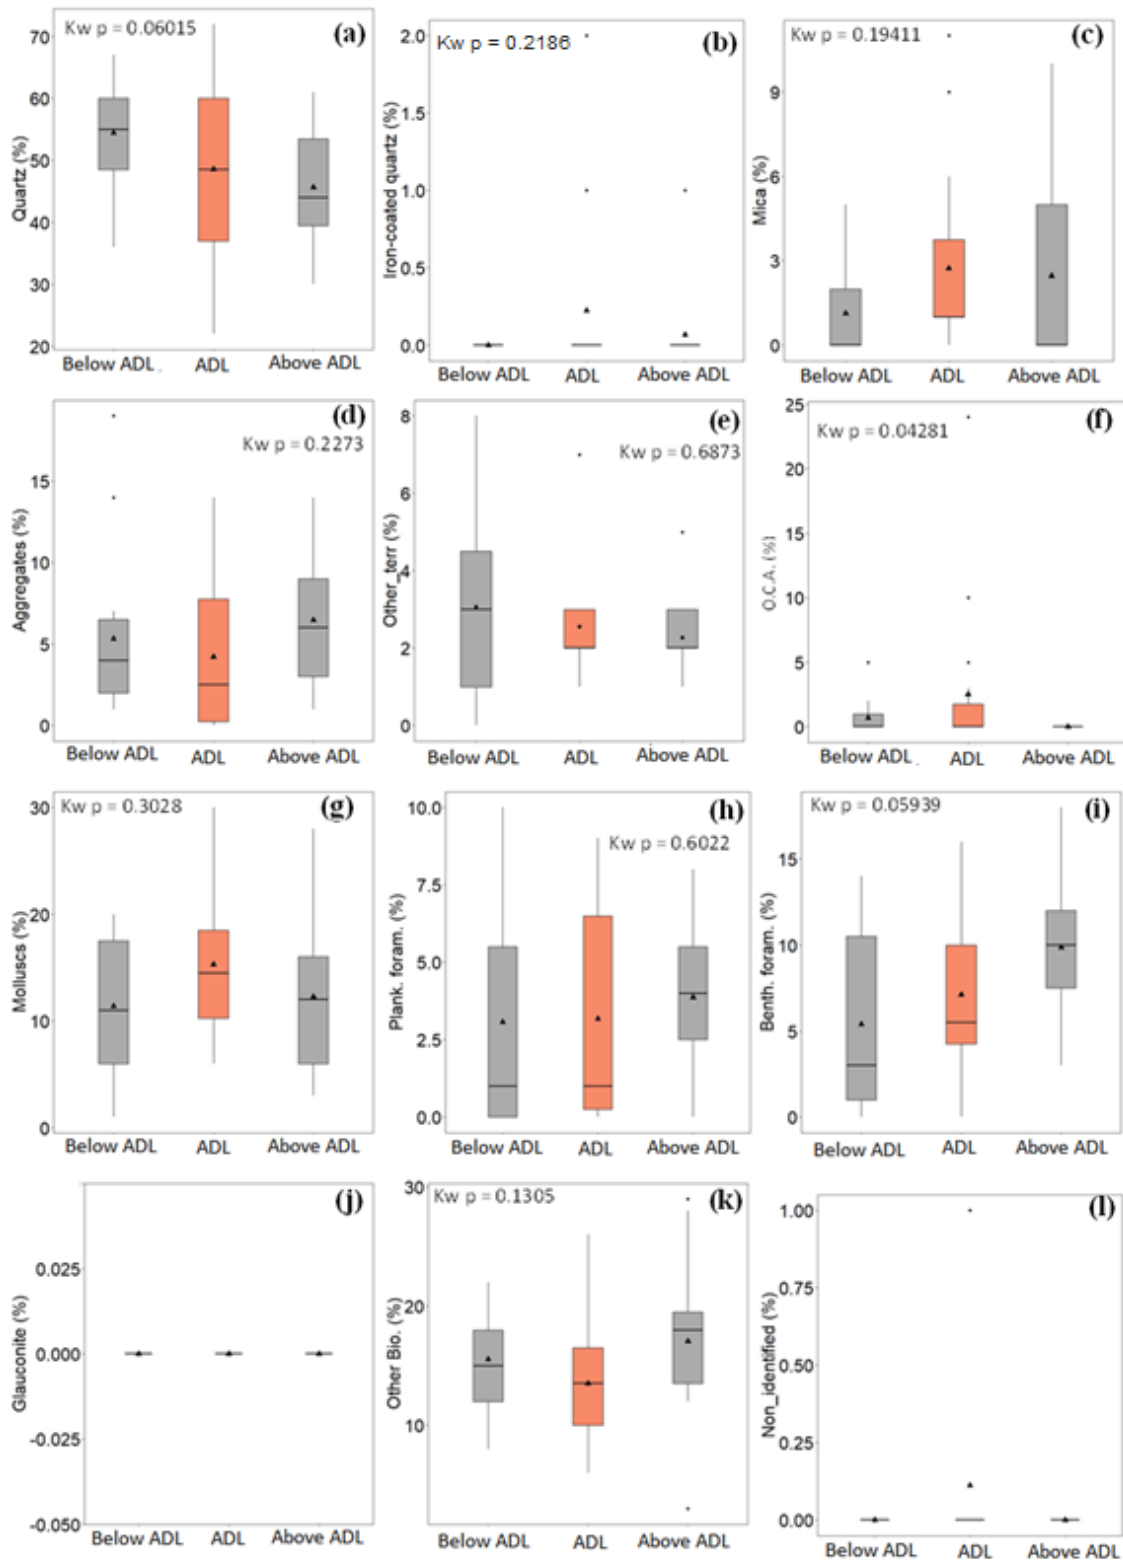 Kw p = 0.06015
(a)
Quartz (%)
70
60
50
40
30
20
Below ADL
ADL
Above ADL
Kw p = 0.2186
(b)
Iron-coated quartz (%)
2.0
1.5
1.0
0.5
0.0
Below ADL
ADL
Above ADL
Kw p = 0.19411
(c)
Mica (%)
9
6
3
0
Below ADL
ADL
Above ADL
(d)
Kw p = 0.2273
Aggregates (%)
15
10
5
0
Below ADL
ADL
Above ADL
(e)
Kw p = 0.6873
Other_terr (%)
8
6
4
2
0
Below ADL
ADL
Above ADL
(f)
Kw p = 0.04281
O.C.A. (%)
25
20
15
10
5
0
Below ADL
ADL
Above ADL
Kw p = 0.3028
(g)
Molluscs (%)
30
20
10
0
Below ADL
ADL
Above ADL
(h)
Kw p = 0.6022
Plank. foram. (%)
10.0
7.5
5.0
2.5
0.0
Below ADL
ADL
Above ADL
Kw p = 0.05939
(i)
Benth. foram. (%)
15
10
5
0
Below ADL
ADL
Above ADL
(j)
Glauconite (%)
0.025
0.000
-0.025
-0.050
Below ADL
ADL
Above ADL
Kw p = 0.1305
(k)
Other Bio. (%)
30
20
10
Below ADL
ADL
Above ADL
(l)
Non_identified (%)
1.00
0.75
0.50
0.25
0.00
Below ADL
ADL
Above ADL